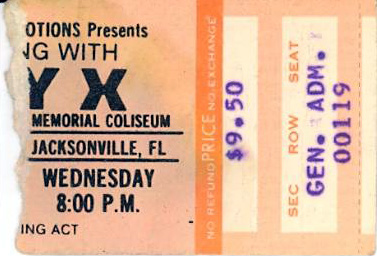 OTIONS Presents
NG WITH
Y X
MEMORIAL COLISEUM
JACKSONVILLE, FL
WEDNESDAY
8:00 P.M.
ING ACT
NO REFUND PRICE NO EXCHANGE
$9.50
SEC ROW SEAT
GEN. ADM.
00119